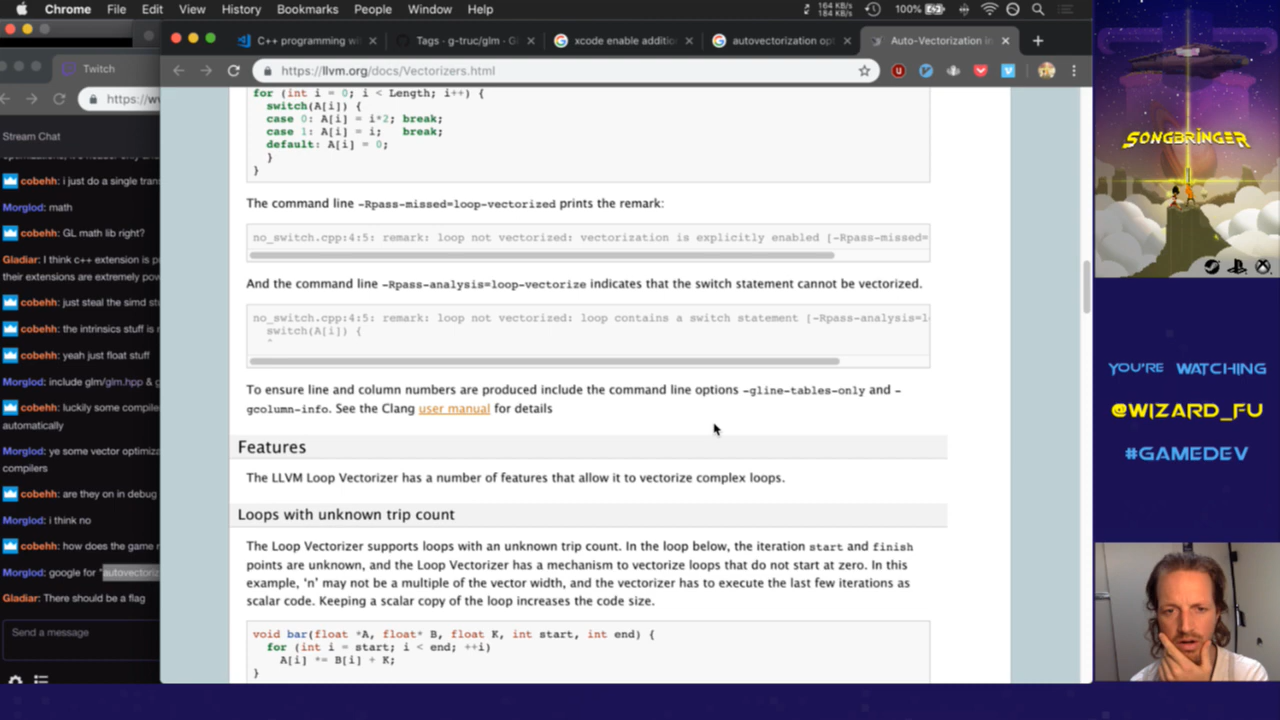 Chrome File Edit View History Bookmarks People Window Help
164 KB/s
184 KB/s
100%
Twitch
C++ programming wi
Tags - g-truc/glm - Gi
xcode enable additio
autovectorization opt
Auto-Vectorization in
https://llvm.org/docs/Vectorizers.html
Stream Chat
cobehh: i just do a single tran
Morglod: math
cobehh: GL math lib right?
Gladiar: I think c++ extension is p
their extensions are extremely pow
cobehh: just steal the simd st
cobehh: the intrinsics stuff is
cobehh: yeah just float stuff
Morglod: include glm/glm.hpp & g
cobehh: luckily some compile
automatically
Morglod: ye some vector optimiza
compilers
cobehh: are they on in debug
Morglod: i think no
cobehh: how does the game
Morglod: google for "autovectoriz
Gladiar: There should be a flag
Send a message
for (int i = 0; i < Length; i++) {
switch(A[i]) {
case 0: A[i] = i*2; break;
case 1: A[i] = i; break;
default: A[i] = 0;
}
}
The command line -Rpass-missed=loop-vectorized prints the remark:
no_switch.cpp:4:5: remark: loop not vectorized: vectorization is explicitly enabled [-Rpass-missed=
And the command line -Rpass-analysis=loop-vectorize indicates that the switch statement cannot be vectorized.
no_switch.cpp:4:5: remark: loop not vectorized: loop contains a switch statement [-Rpass-analysis=l
switch(A[i]) {
^
To ensure line and column numbers are produced include the command line options -gline-tables-only and -
gcolumn-info. See the Clang user manual for details
Features
The LLVM Loop Vectorizer has a number of features that allow it to vectorize complex loops.
Loops with unknown trip count
The Loop Vectorizer supports loops with an unknown trip count. In the loop below, the iteration start and finish
points are unknown, and the Loop Vectorizer has a mechanism to vectorize loops that do not start at zero. In this
example, ‘n’ may not be a multiple of the vector width, and the vectorizer has to execute the last few iterations as
scalar code. Keeping a scalar copy of the loop increases the code size.
void bar(float *A, float* B, float K, int start, int end) {
for (int i = start; i < end; ++i)
A[i] *= B[i] + K;
}
SONGBRINGER
YOU'RE WATCHING
@WIZARD_FU
#GAMEDEV